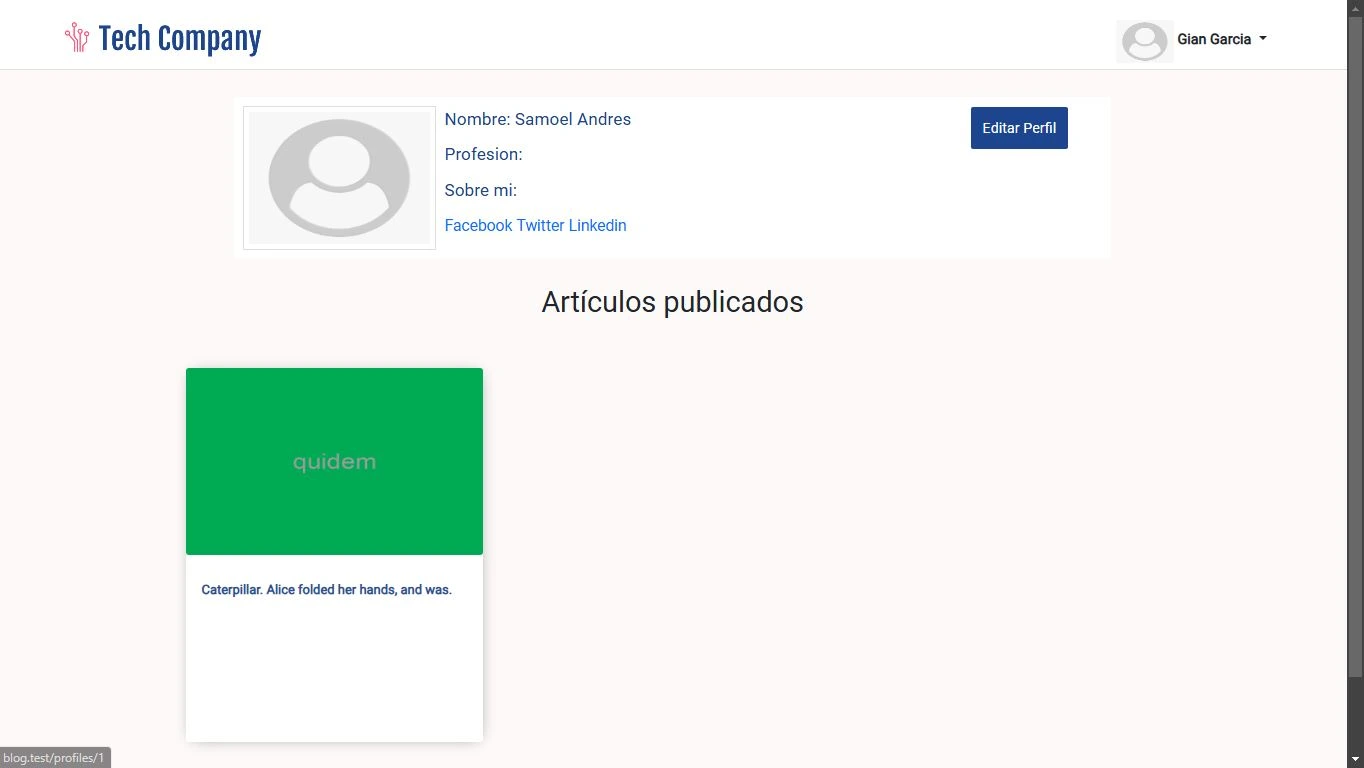 Tech Company
Gian Garcia
Nombre: Samoel Andres
Editar Perfil
Profesion:
Sobre mi:
Facebook Twitter Linkedin
Artículos publicados
quidem
Caterpillar. Alice folded her hands, and was.
blog.test/profiles/1